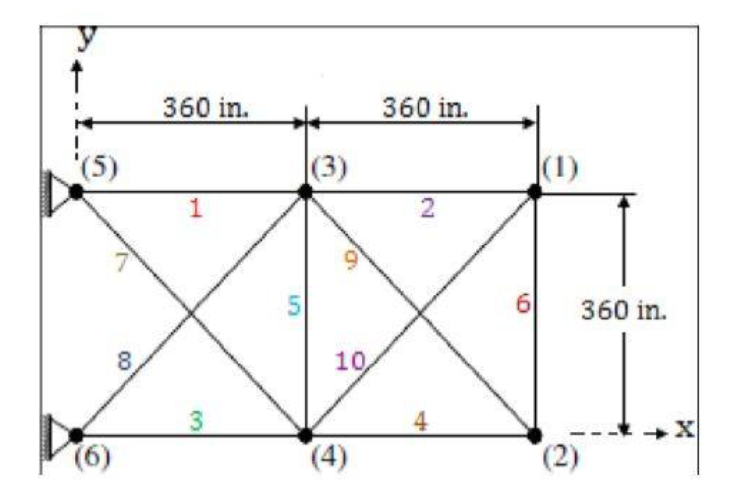 y
360 in. 360 in.
(5) (3) (1)
1 2
7 9
5 6 360 in.
8 10
3 4
x
(6) (4) (2)